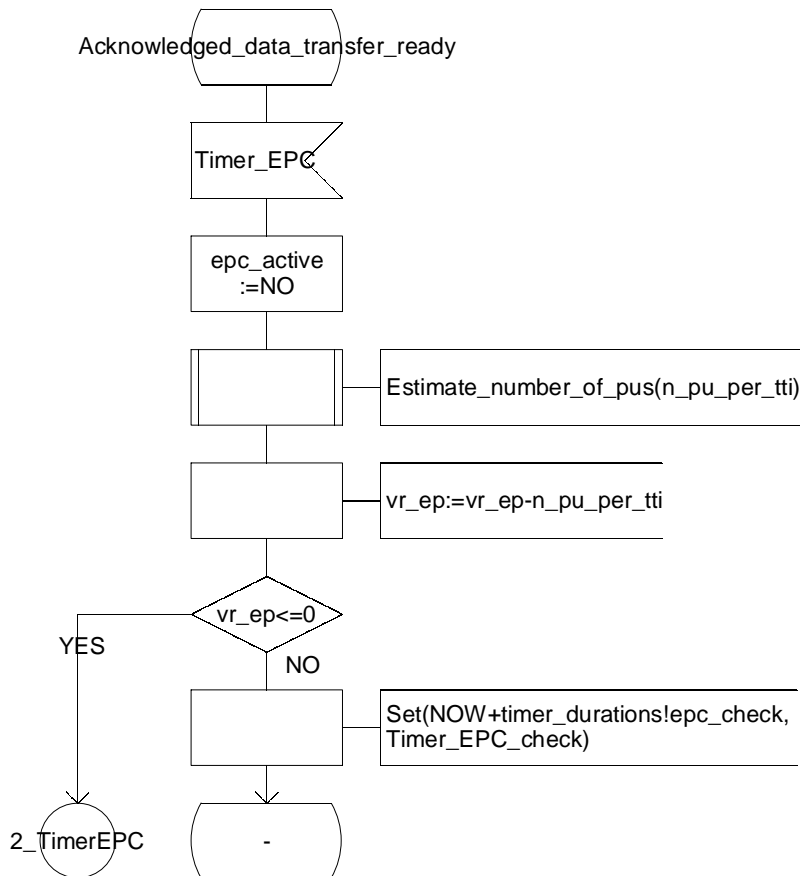 Acknowledged_data_transfer_ready
Timer_EPC
epc_active
:=NO
Estimate_number_of_pus(n_pu_per_tti)
vr_ep:=vr_ep-n_pu_per_tti
vr_ep<=0
YES
NO
Set(NOW+timer_durations!epc_check,
Timer_EPC_check)
2_TimerEPC
-